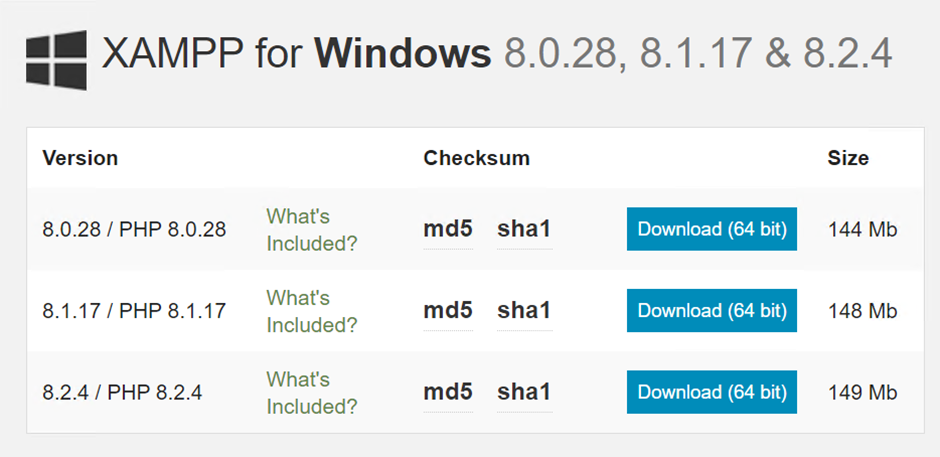 XAMPP for Windows 8.0.28, 8.1.17 & 8.2.4
Version Checksum Size
8.0.28 / PHP 8.0.28 What's Included? md5 sha1 Download (64 bit) 144 Mb
8.1.17 / PHP 8.1.17 What's Included? md5 sha1 Download (64 bit) 148 Mb
8.2.4 / PHP 8.2.4 What's Included? md5 sha1 Download (64 bit) 149 Mb